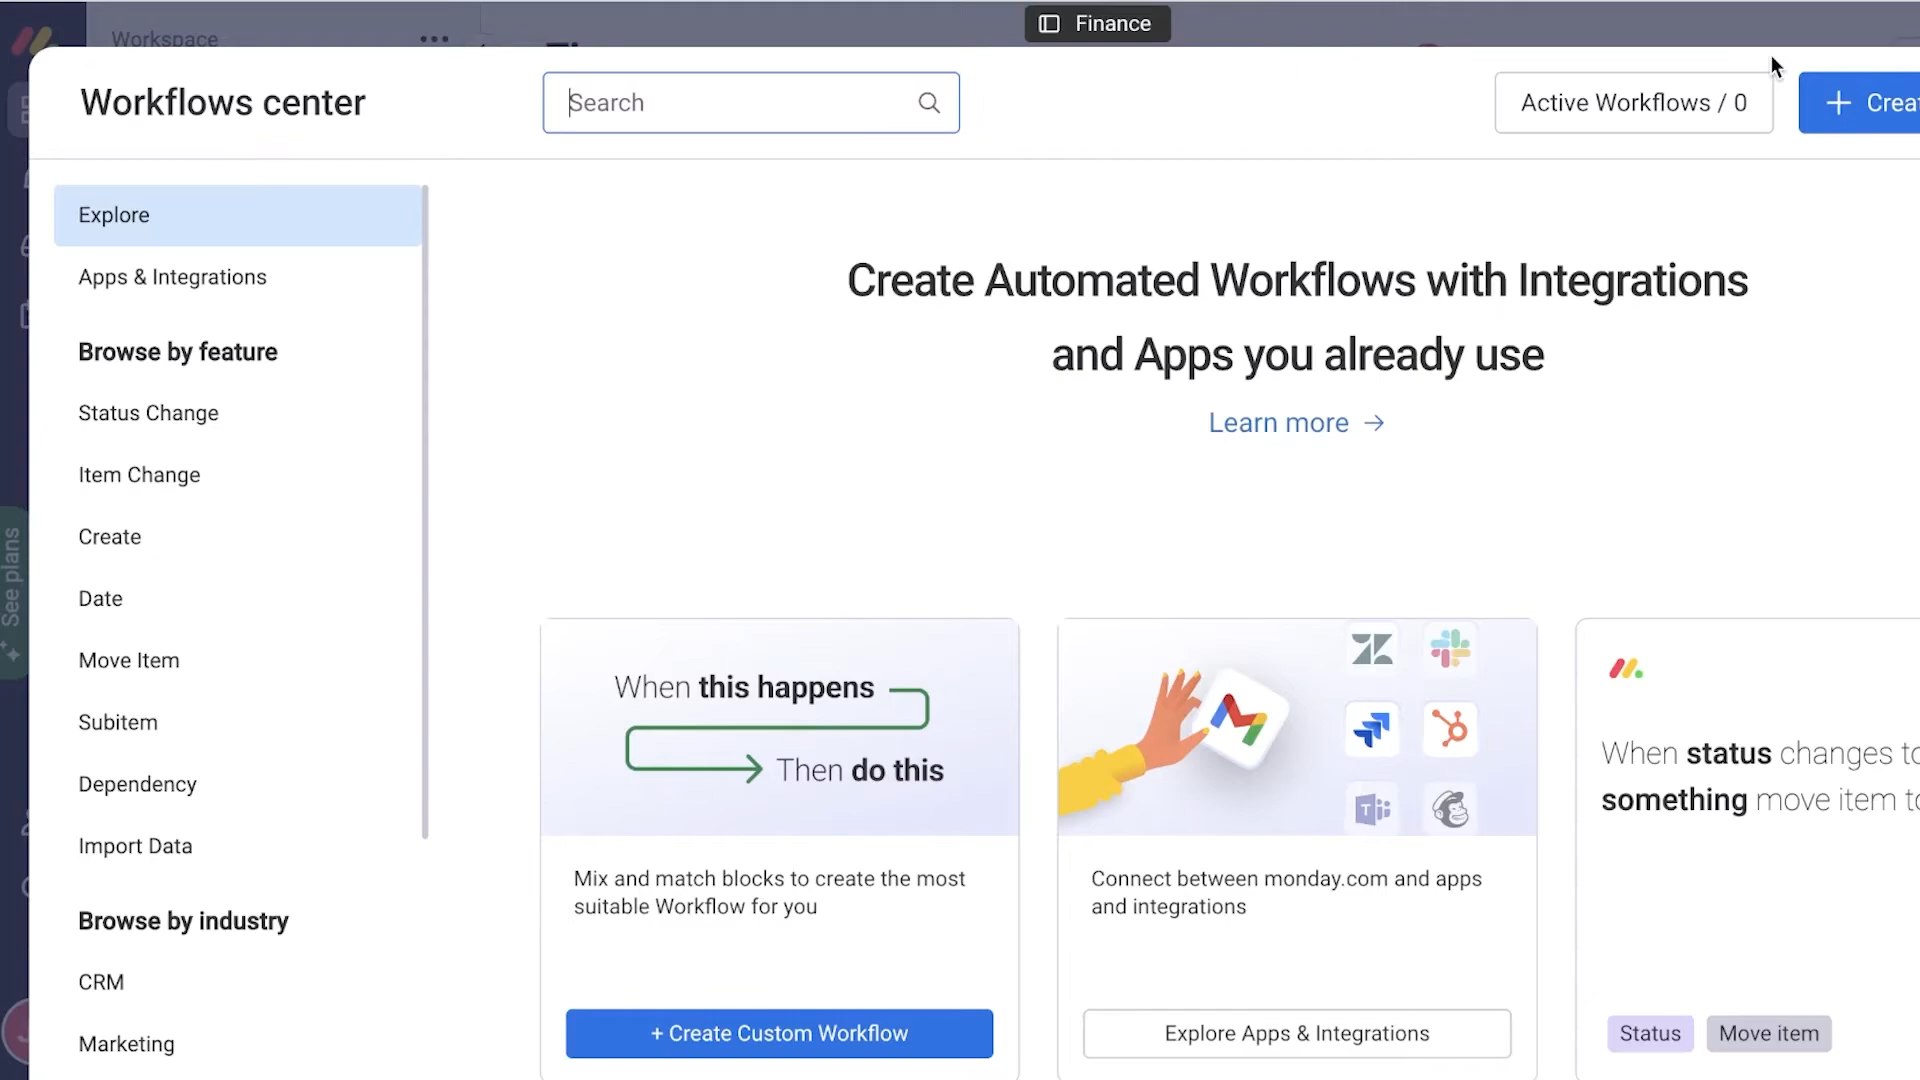 Workspace
Finance
Workflows center
Search
Active Workflows / 0
+ Creat
Explore
Apps & Integrations
Browse by feature
Status Change
Item Change
Create
Date
Move Item
Subitem
Dependency
Import Data
Browse by industry
CRM
Marketing
See plans
Create Automated Workflows with Integrations
and Apps you already use
Learn more →
When this happens
Then do this
Mix and match blocks to create the most
suitable Workflow for you
+ Create Custom Workflow
Connect between monday.com and apps
and integrations
Explore Apps & Integrations
When status changes to
something move item to
Status
Move item